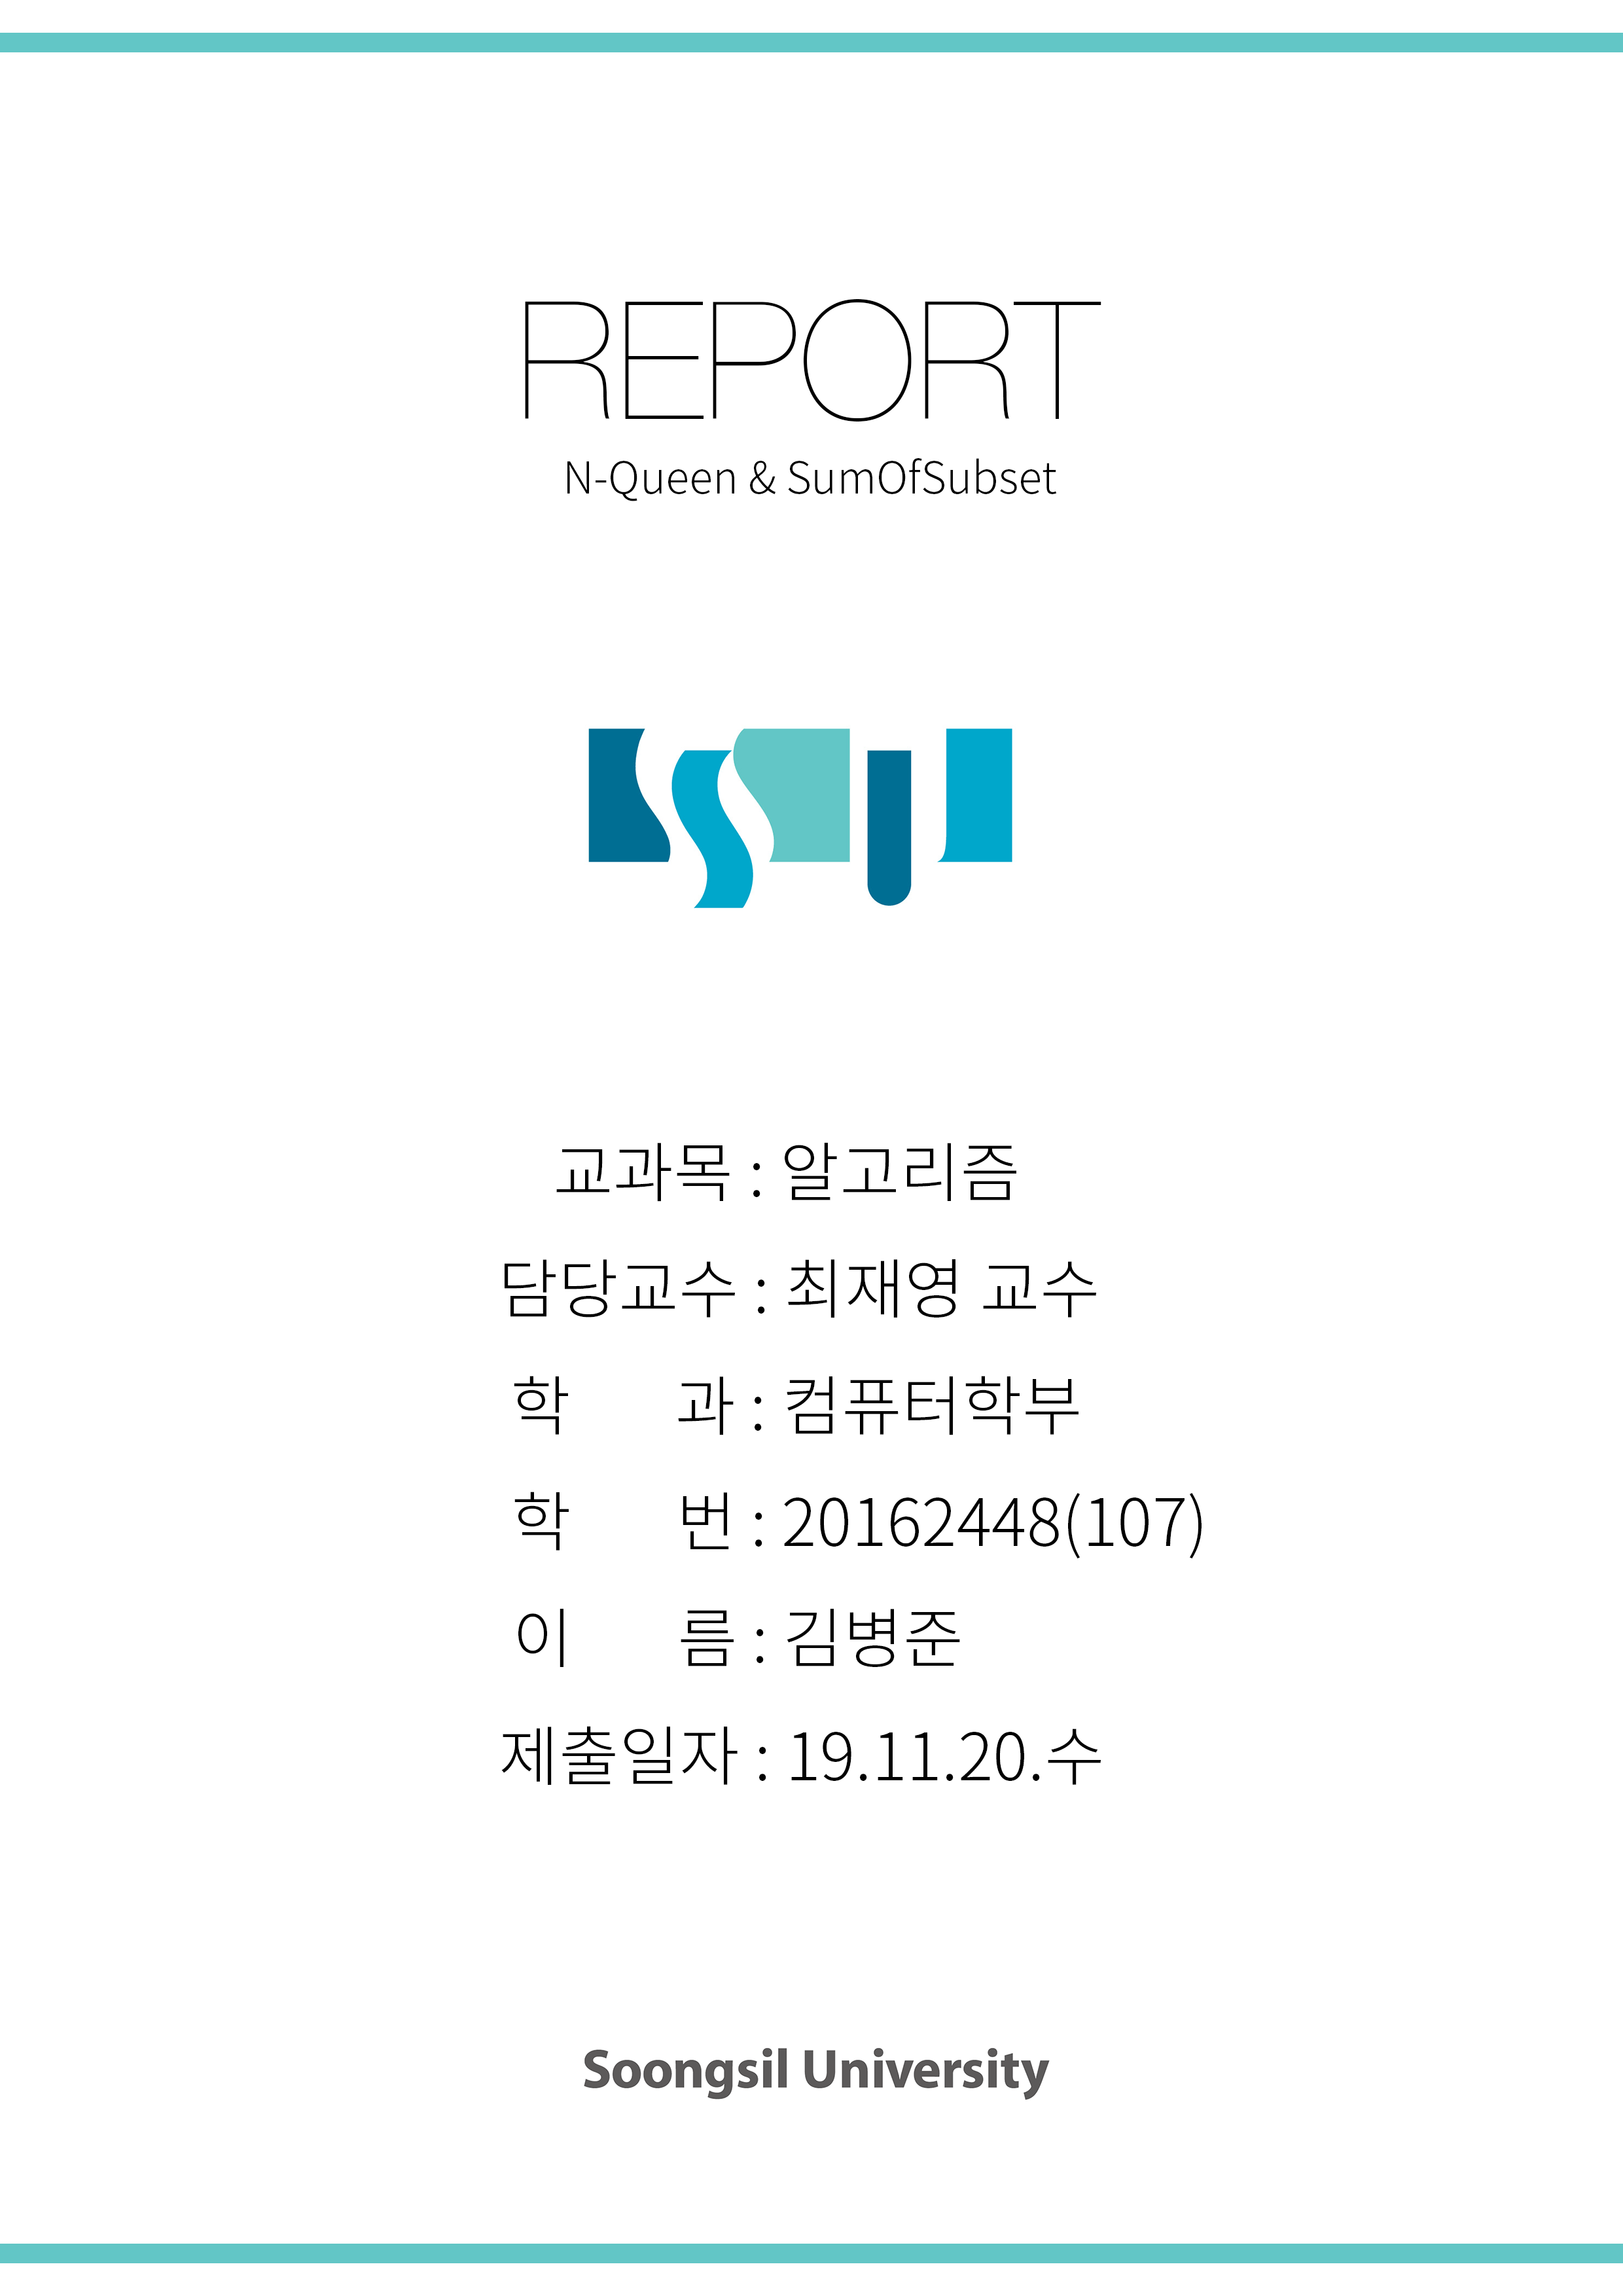 REPORT
N-Queen & SumOfSubset
ssu
교과목 : 알고리즘
담당교수 : 최재영 교수
학 과 : 컴퓨터학부
학 번 : 20162448(107)
이 름 : 김병준
제출일자 : 19.11.20.수
Soongsil University